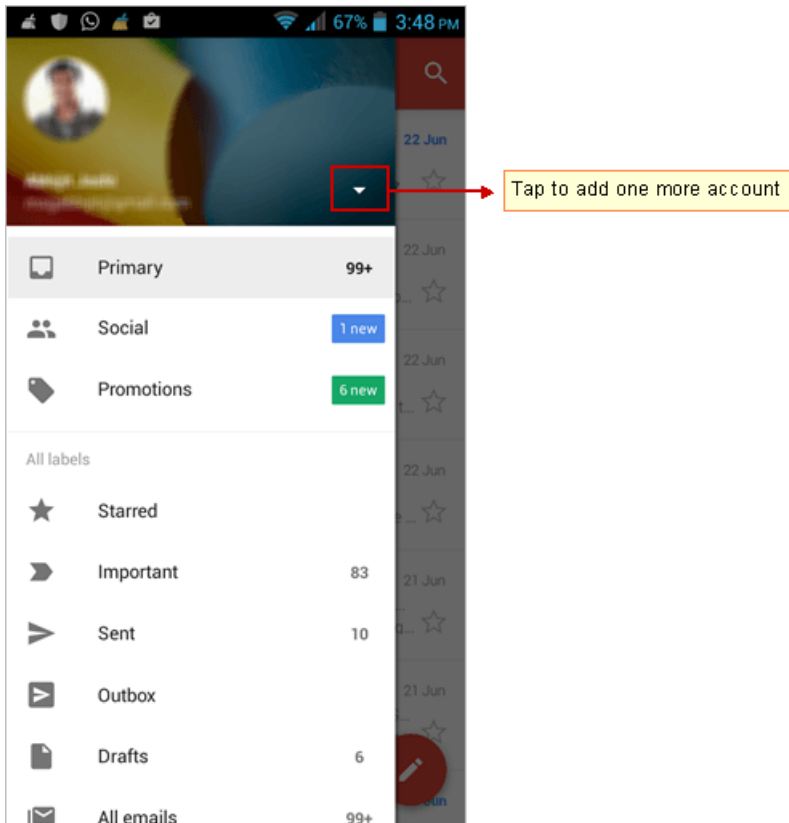 67% 3:48 PM
22 Jun
Tap to add one more account
22 Jun
Primary 99+
Social 1 new
22 Jun
Promotions 6 new
All labels
22 Jun
Starred
Important 83
21 Jun
Sent 10
Outbox
21 Jun
Drafts 6
All emails 99+